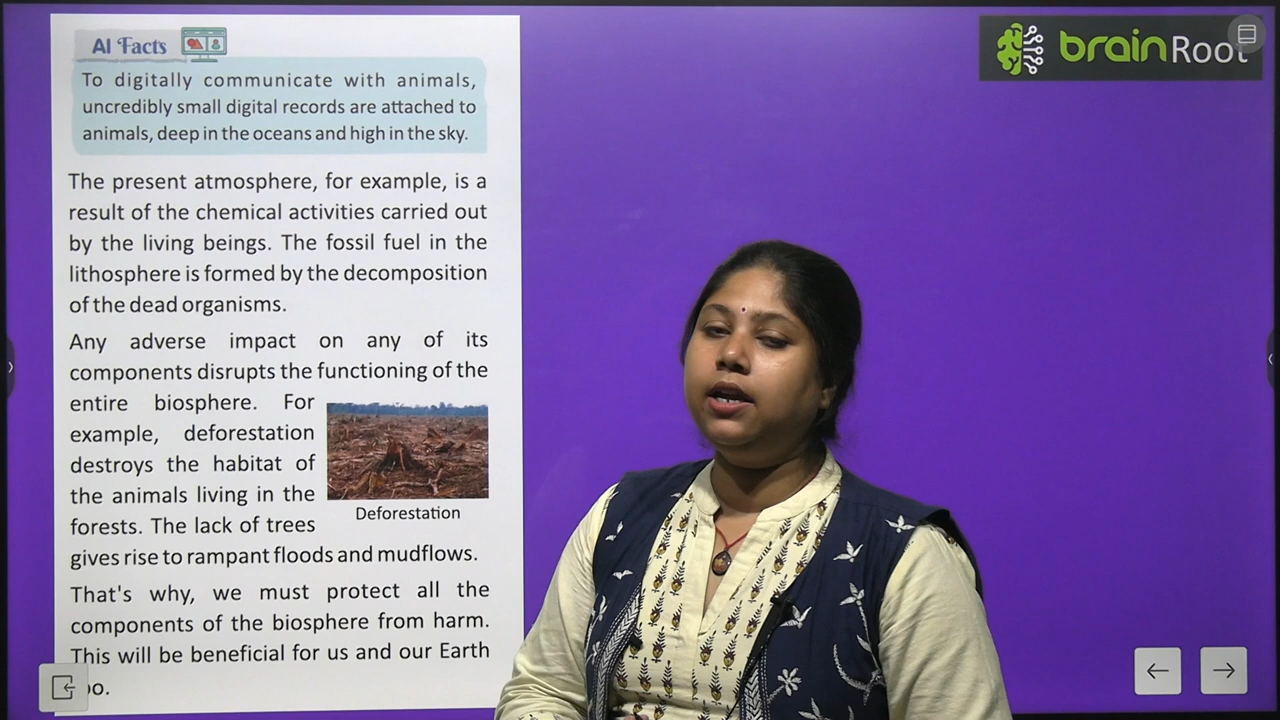 AI Facts
To digitally communicate with animals,
uncredibly small digital records are attached to
animals, deep in the oceans and high in the sky.
brainRoot
The present atmosphere, for example, is a
result of the chemical activities carried out
by the living beings. The fossil fuel in the
lithosphere is formed by the decomposition
of the dead organisms.
Any adverse impact on any of its
components disrupts the functioning of the
entire biosphere. For
example, deforestation
destroys the habitat of
the animals living in the
forests. The lack of trees
gives rise to rampant floods and mudflows.
Deforestation
That's why, we must protect all the
components of the biosphere from harm.
This will be beneficial for us and our Earth